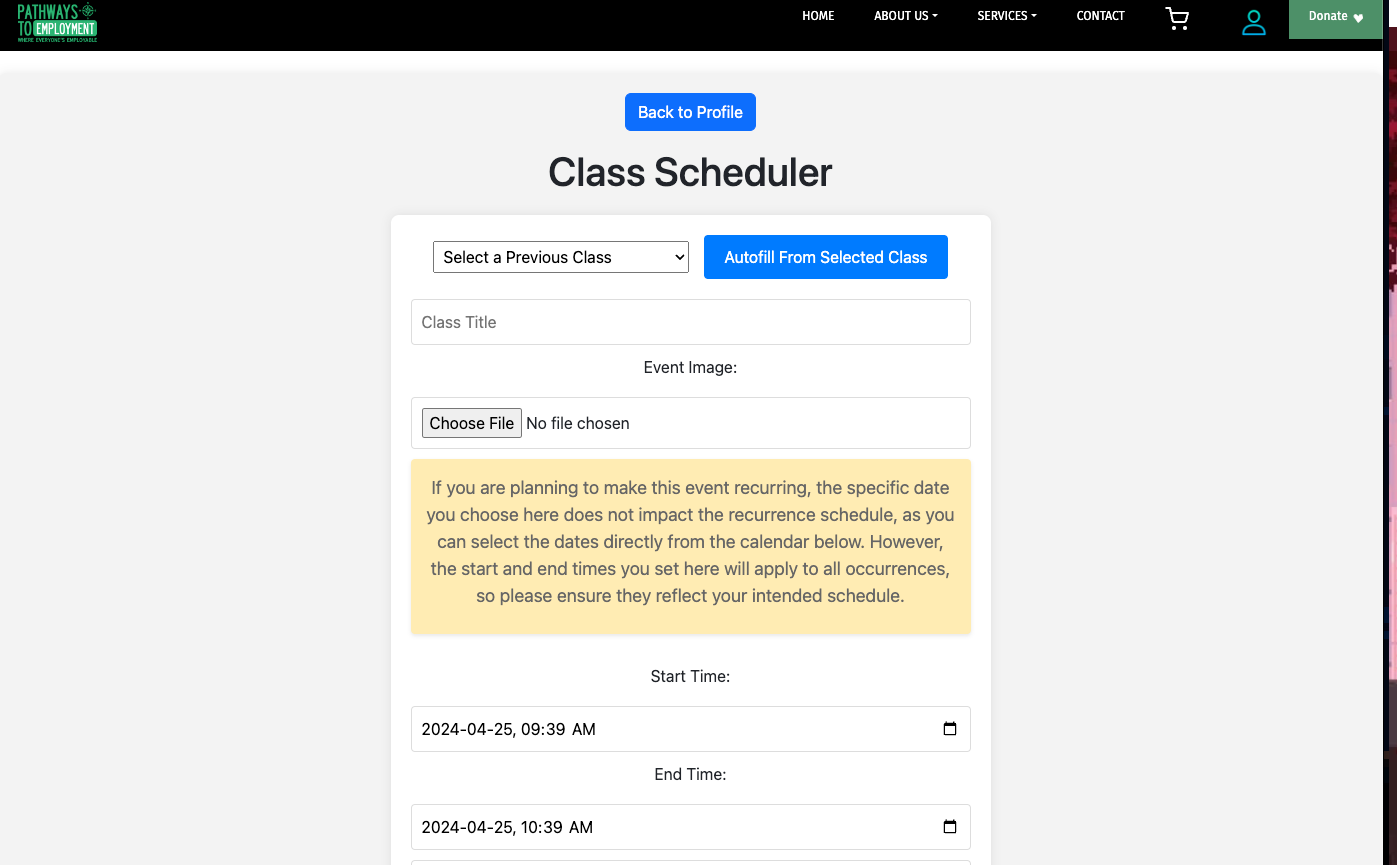 PATHWAYS
TO EMPLOYMENT
WHERE EVERYONE'S EMPLOYABLE
HOME ABOUT US SERVICES CONTACT Donate
Back to Profile
Class Scheduler
Select a Previous Class Autofill From Selected Class
Class Title
Event Image:
Choose File No file chosen
If you are planning to make this event recurring, the specific date
you choose here does not impact the recurrence schedule, as you
can select the dates directly from the calendar below. However,
the start and end times you set here will apply to all occurrences,
so please ensure they reflect your intended schedule.
Start Time:
2024-04-25, 09:39 AM
End Time:
2024-04-25, 10:39 AM